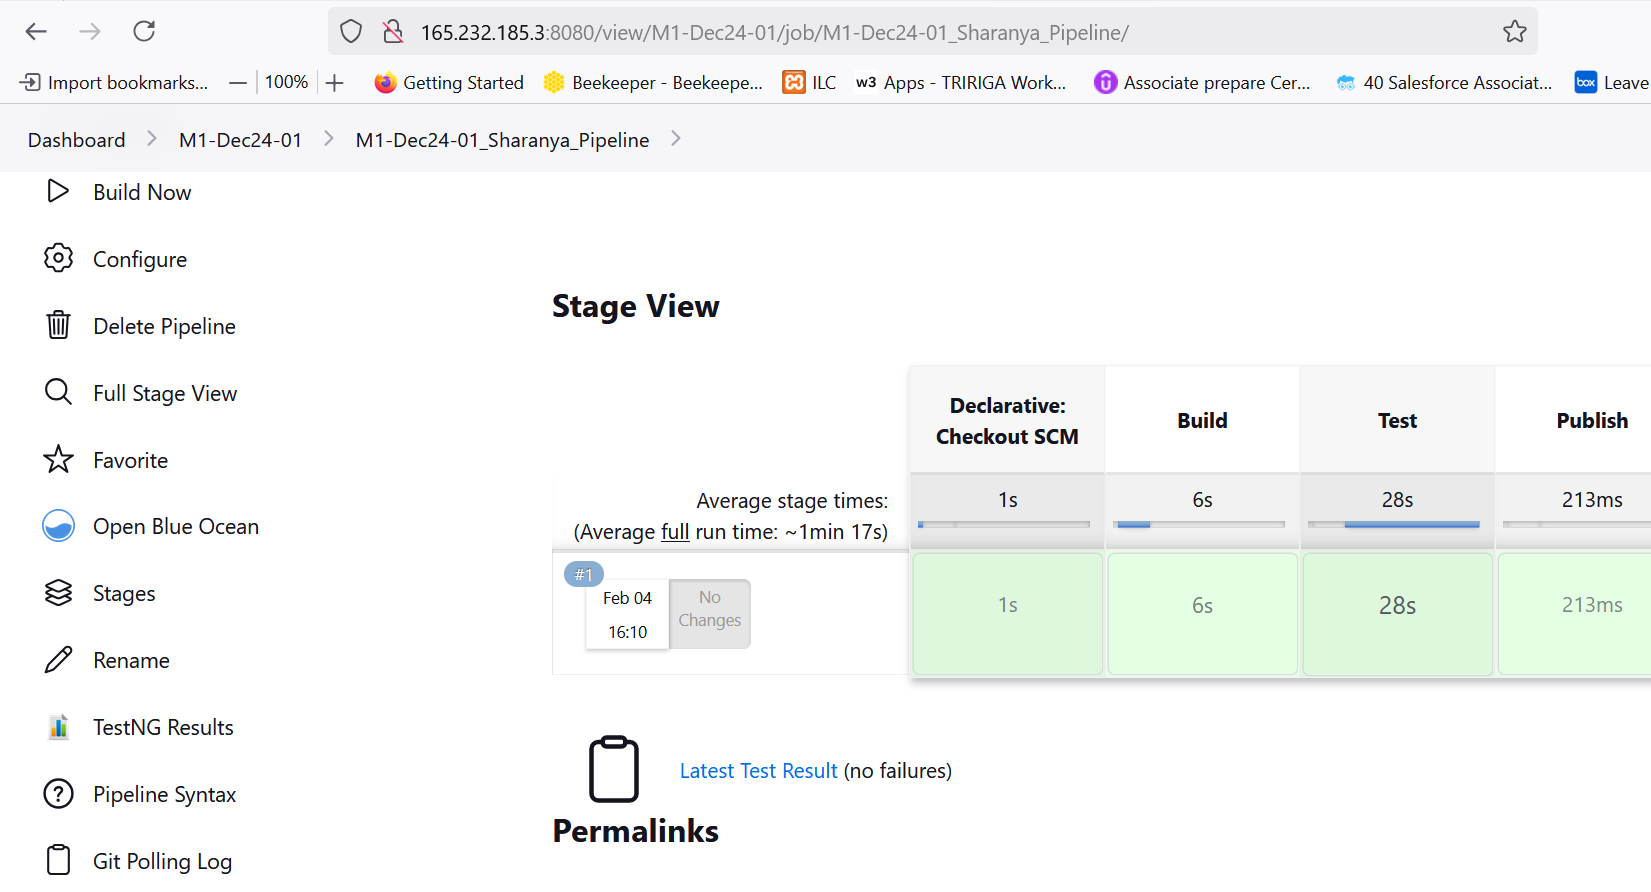 165.232.185.3:8080/view/M1-Dec24-01/job/M1-Dec24-01_Sharanya_Pipeline/
Import bookmarks... 100% Getting Started Beekeeper - Beekeepe... ILC w3 Apps - TRIRIGA Work... Associate prepare Cer... 40 Salesforce Associat... box Leave
Dashboard M1-Dec24-01 M1-Dec24-01_Sharanya_Pipeline
Build Now
Configure
Delete Pipeline
Full Stage View
Favorite
Open Blue Ocean
Stages
Rename
TestNG Results
Pipeline Syntax
Git Polling Log
Stage View
Declarative:
Checkout SCM
Build
Test
Publish
Average stage times:
(Average full run time: ~1min 17s)
1s
6s
28s
213ms
#1
Feb 04
16:10
No
Changes
1s
6s
28s
213ms
Latest Test Result (no failures)
Permalinks